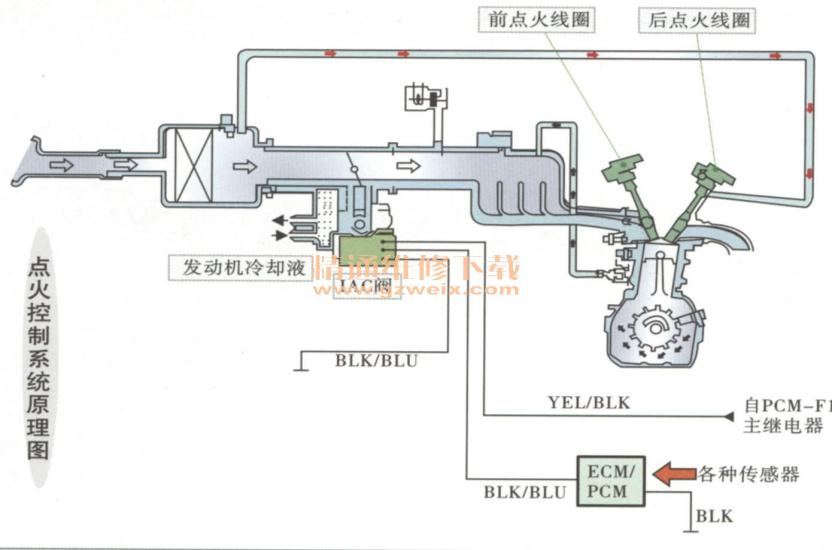 前点火线圈
后点火线圈
发动机冷却液
IAC阀
精通维修下载
www.gzweix.com
点火控制系统原理图
BLK/BLU
YEL/BLK
自PCM-F1
主继电器
BLK/BLU
ECM/
PCM
各种传感器
BLK